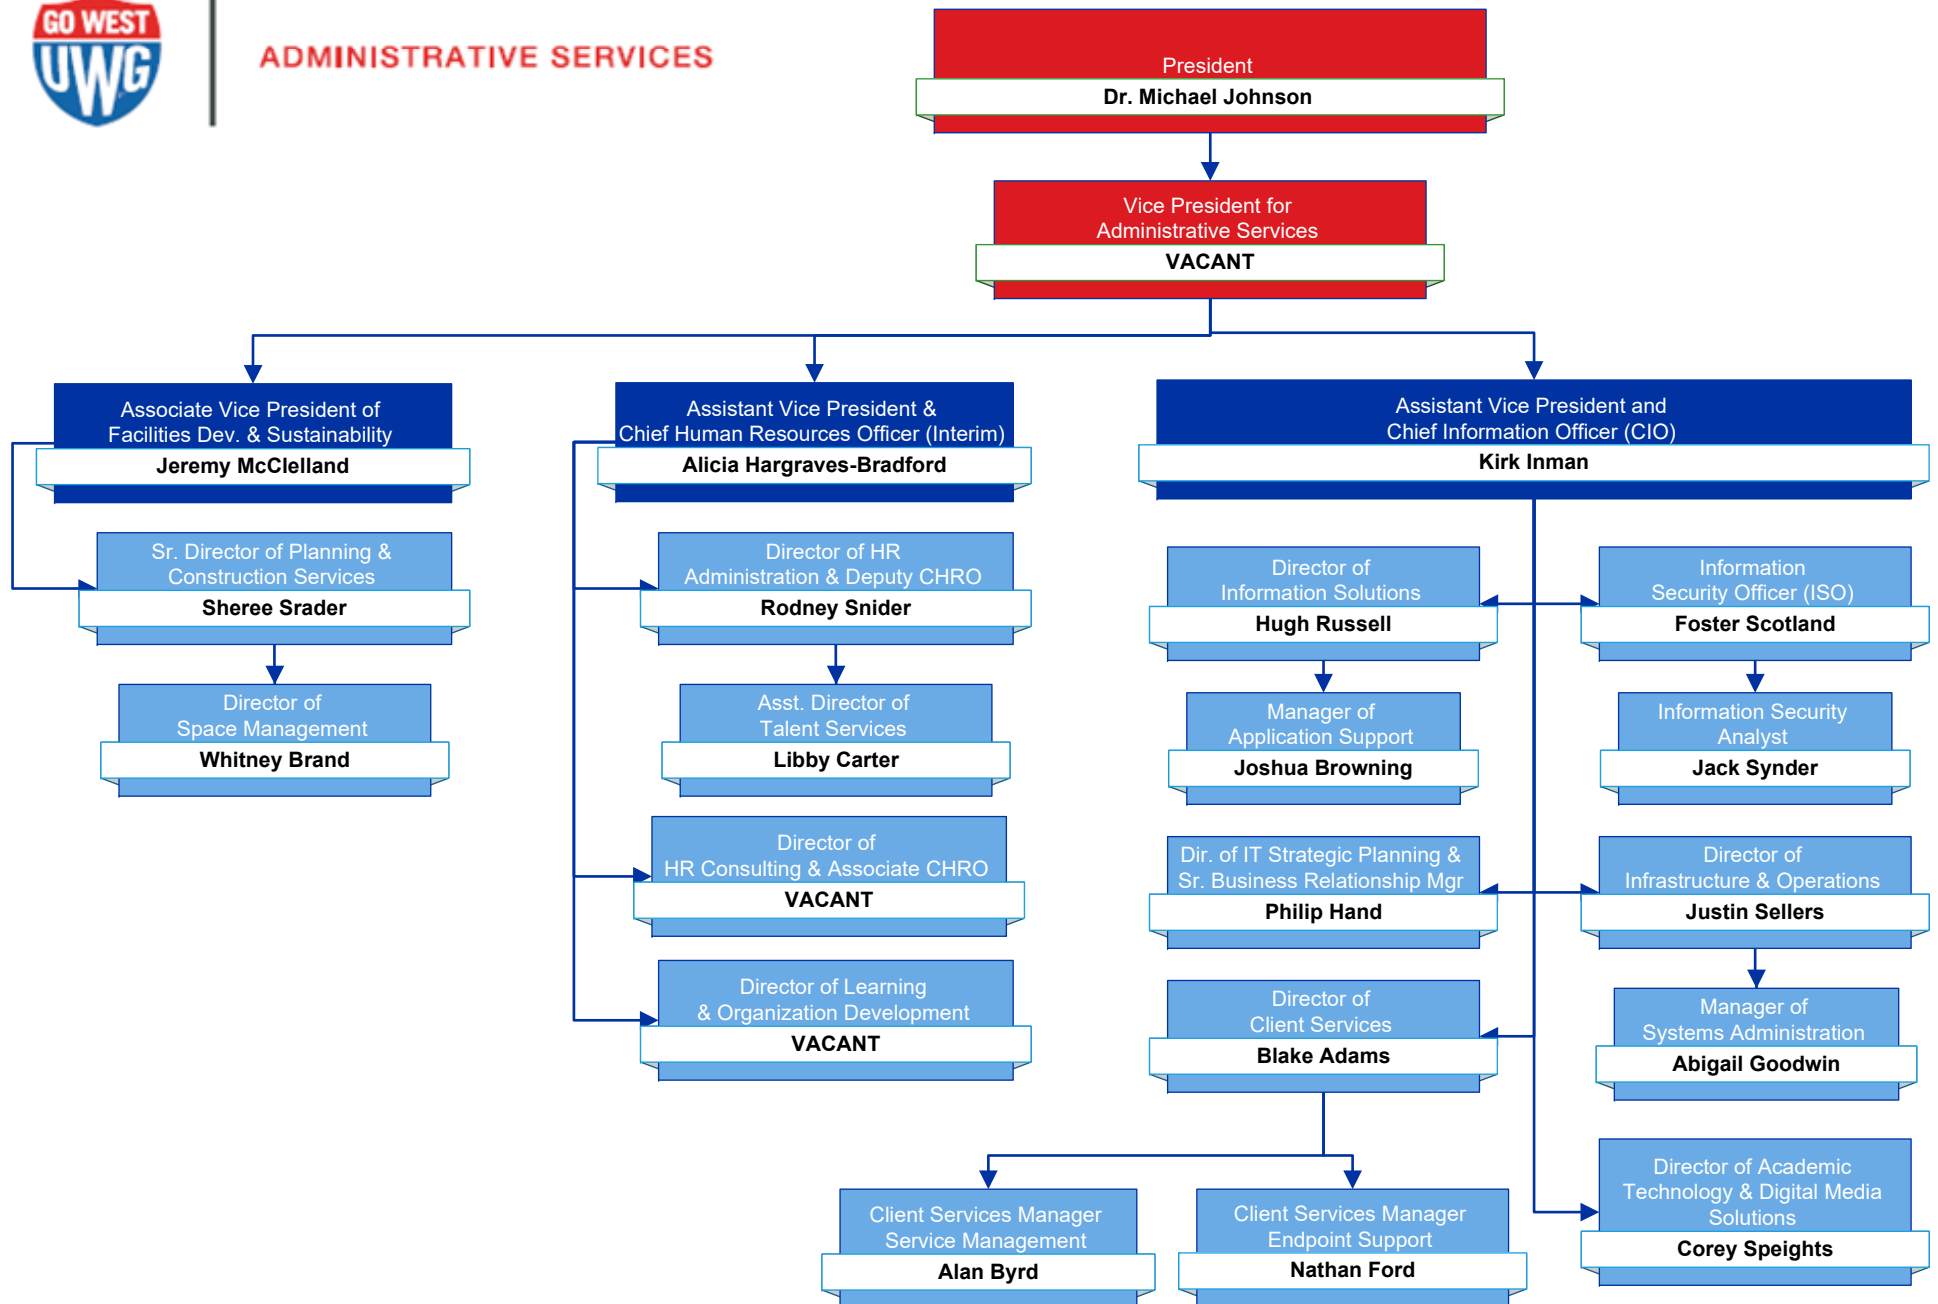 GO WEST
UWG
ADMINISTRATIVE SERVICES
President
Dr. Michael Johnson
Vice President for
Administrative Services
VACANT
Associate Vice President of
Facilities Dev. & Sustainability
Jeremy McClelland
Assistant Vice President &
Chief Human Resources Officer (Interim)
Alicia Hargraves-Bradford
Assistant Vice President and
Chief Information Officer (CIO)
Kirk Inman
Sr. Director of Planning &
Construction Services
Sheree Srader
Director of HR
Administration & Deputy CHRO
Rodney Snider
Director of
Information Solutions
Hugh Russell
Information
Security Officer (ISO)
Foster Scotland
Director of
Space Management
Whitney Brand
Asst. Director of
Talent Services
Libby Carter
Manager of
Application Support
Joshua Browning
Information Security
Analyst
Jack Synder
Director of
HR Consulting & Associate CHRO
VACANT
Dir. of IT Strategic Planning &
Sr. Business Relationship Mgr
Philip Hand
Director of
Infrastructure & Operations
Justin Sellers
Director of Learning
& Organization Development
VACANT
Director of
Client Services
Blake Adams
Manager of
Systems Administration
Abigail Goodwin
Client Services Manager
Service Management
Alan Byrd
Client Services Manager
Endpoint Support
Nathan Ford
Director of Academic
Technology & Digital Media
Solutions
Corey Speights